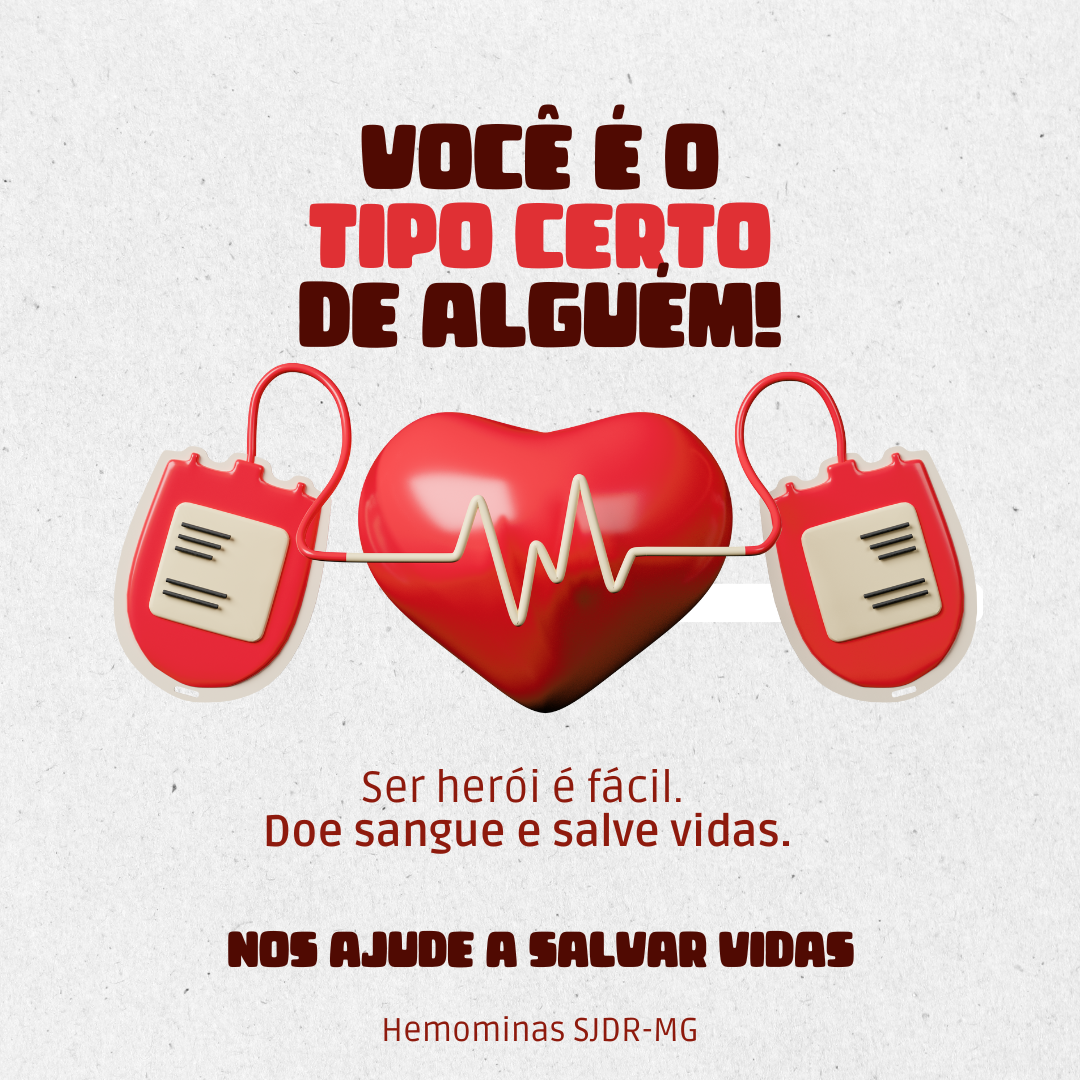 VOCÊ É O
TIPO CERTO
DE ALGUÉM!
Ser herói é fácil.
Doe sangue e salve vidas.
NOS AJUDE A SALVAR VIDAS
Hemominas SJDR-MG